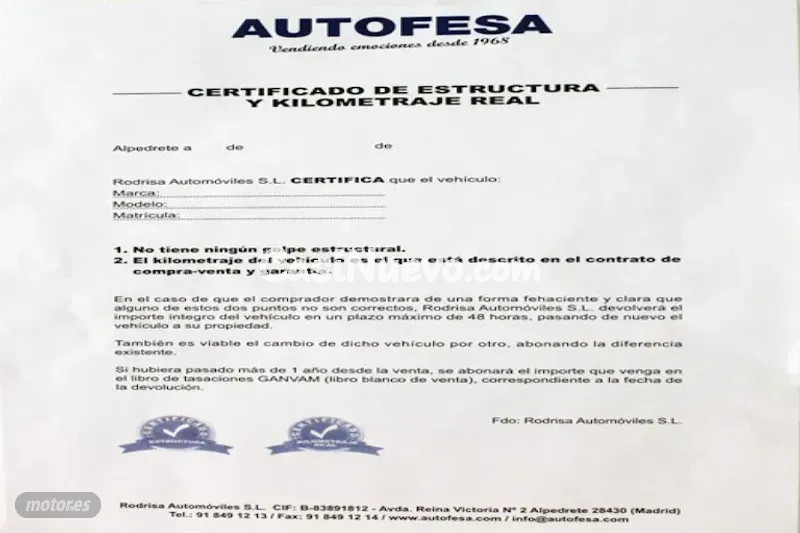 AUTOFESA
Vendiendo emociones desde 1968
CERTIFICADO DE ESTRUCTURA
Y KILOMETRAJE REAL
Alpedrete a de de
Rodrisa Automóviles S.L. CERTIFICA que el vehículo:
Marca:
Modelo:
Matrícula:
1. No tiene ningún golpe estructural.
2. El kilometraje del vehículo es el que está descrito en el contrato de
compra-venta y garantía.
CasiNuevo.com
En el caso de que el comprador demostrara de una forma fehaciente y clara que
alguno de estos dos puntos no son correctos, Rodrisa Automóviles S.L. devolverá el
importe integro del vehículo en un plazo máximo de 48 horas, pasando de nuevo el
vehículo a su propiedad.
También es viable el cambio de dicho vehículo por otro, abonando la diferencia
existente.
Si hubiera pasado más de 1 año desde la venta, se abonará el importe que venga en
el libro de tasaciones GANVAM (libro blanco de venta), correspondiente a la fecha de
la devolución.
Fdo: Rodrisa Automóviles S.L.
CERTIFICADO
ESTRUCTURA
CERTIFICADO
KILOMETRAJE
REAL
motor.es
Rodrisa Automóviles S.L. CIF: B-83891812 - Avda. Reina Victoria Nº 2 Alpedrete 28430 (Madrid)
Tel.: 91 849 12 13 / Fax: 91 849 12 14 / www.autofesa.com / info@autofesa.com